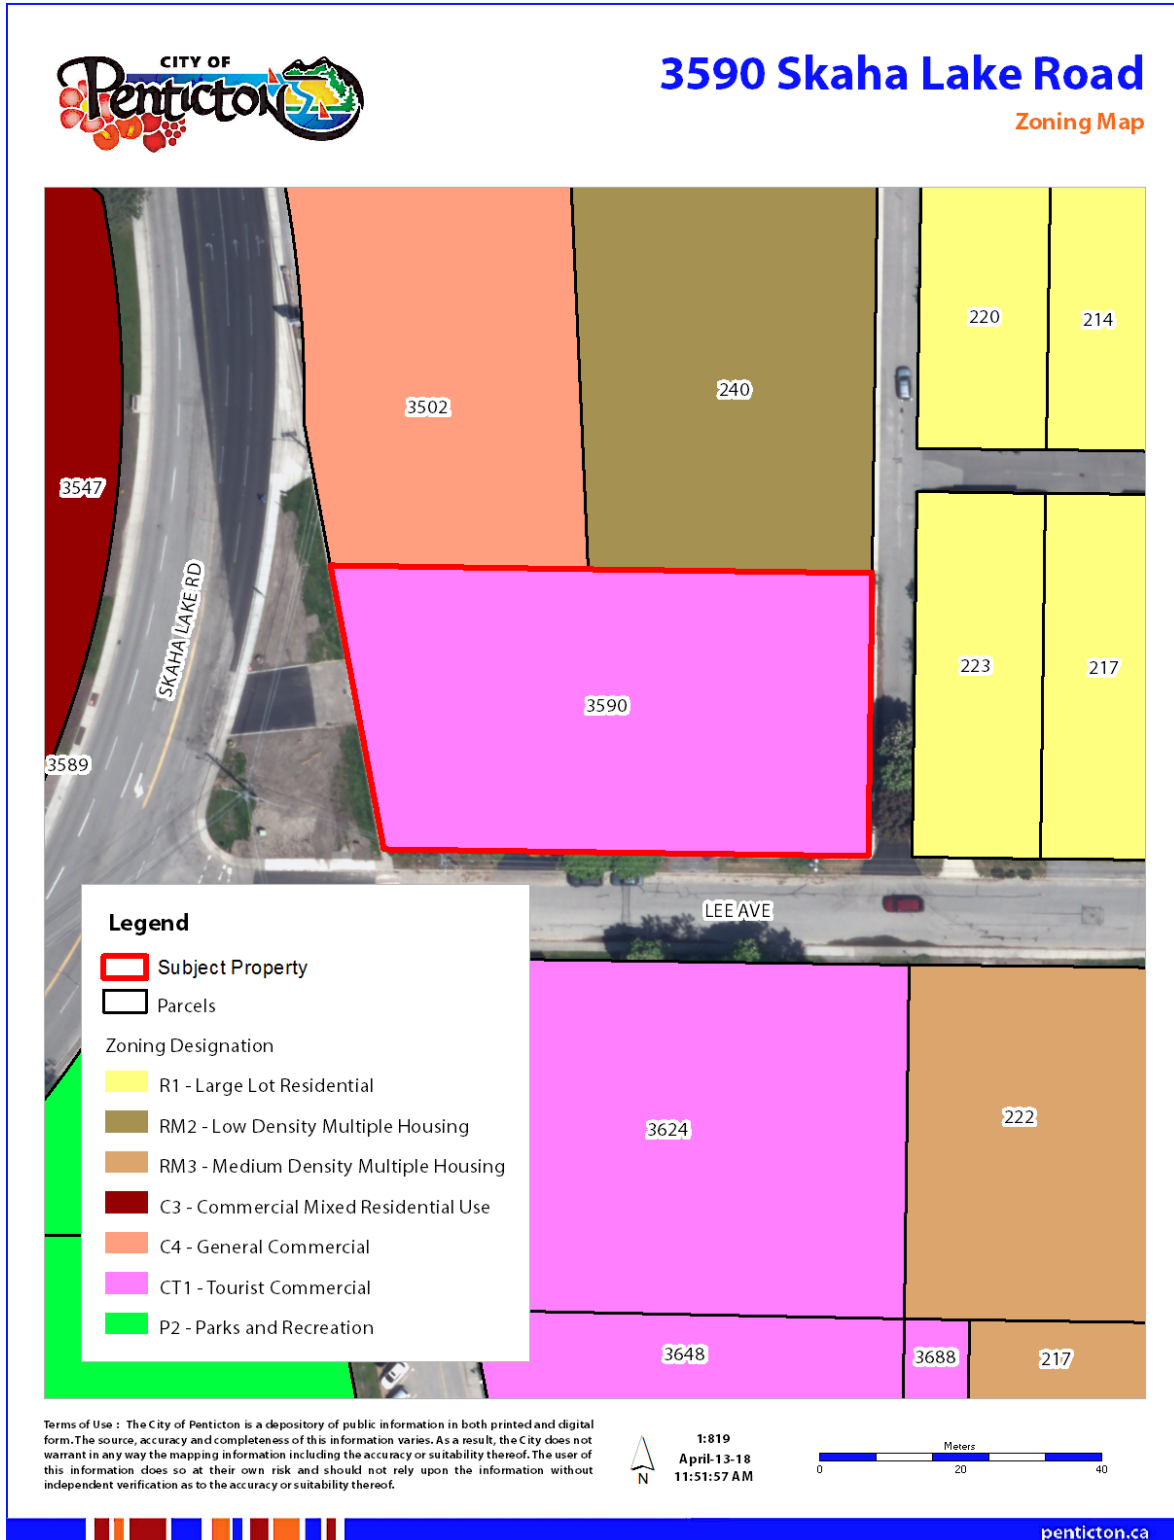 CITY OF
Penticton
3590 Skaha Lake Road
Zoning Map
220
214
240
3502
3547
SKAHA LAKE RD
223
217
3590
3589
LEE AVE
Legend
Subject Property
Parcels
Zoning Designation
R1 - Large Lot Residential
RM2 - Low Density Multiple Housing
RM3 - Medium Density Multiple Housing
C3 - Commercial Mixed Residential Use
C4 - General Commercial
CT1 - Tourist Commercial
P2 - Parks and Recreation
3624
222
3648
3688
217
Terms of Use : The City of Penticton is a depository of public information in both printed and digital
form. The source, accuracy and completeness of this information varies. As a result, the City does not
warrant in any way the mapping information including the accuracy or suitability thereof. The user of
this information does so at their own risk and should not rely upon the information without
independent verification as to the accuracy or suitability thereof.
N
1:819
April-13-18
11:51:57 AM
Meters
0 20 40
penticton.ca